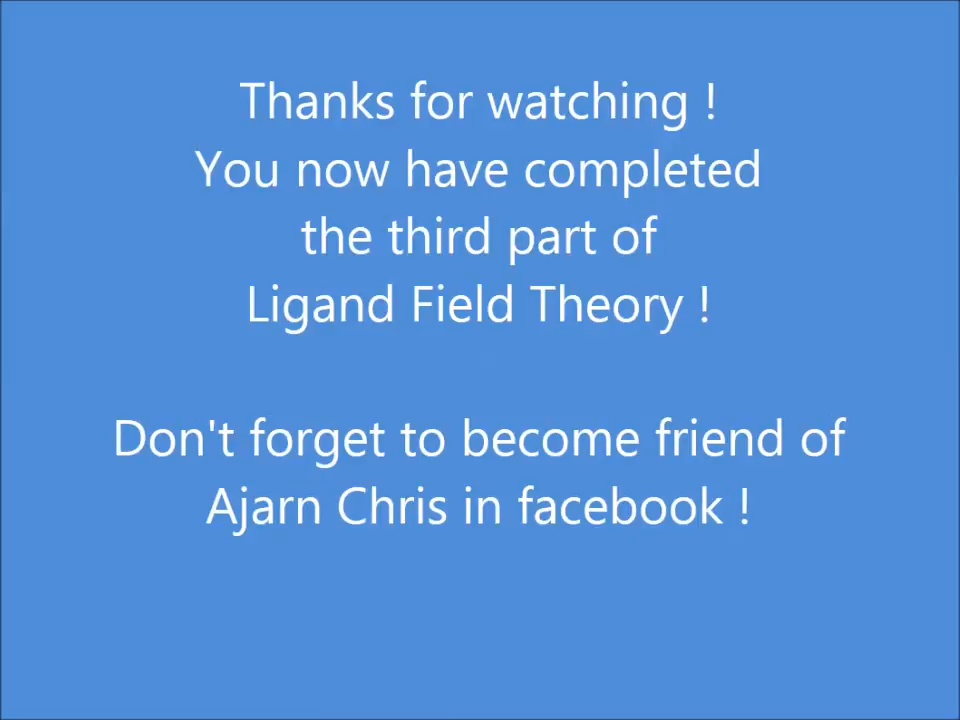 Thanks for watching !
You now have completed
the third part of
Ligand Field Theory !
Don't forget to become friend of
Ajarn Chris in facebook !